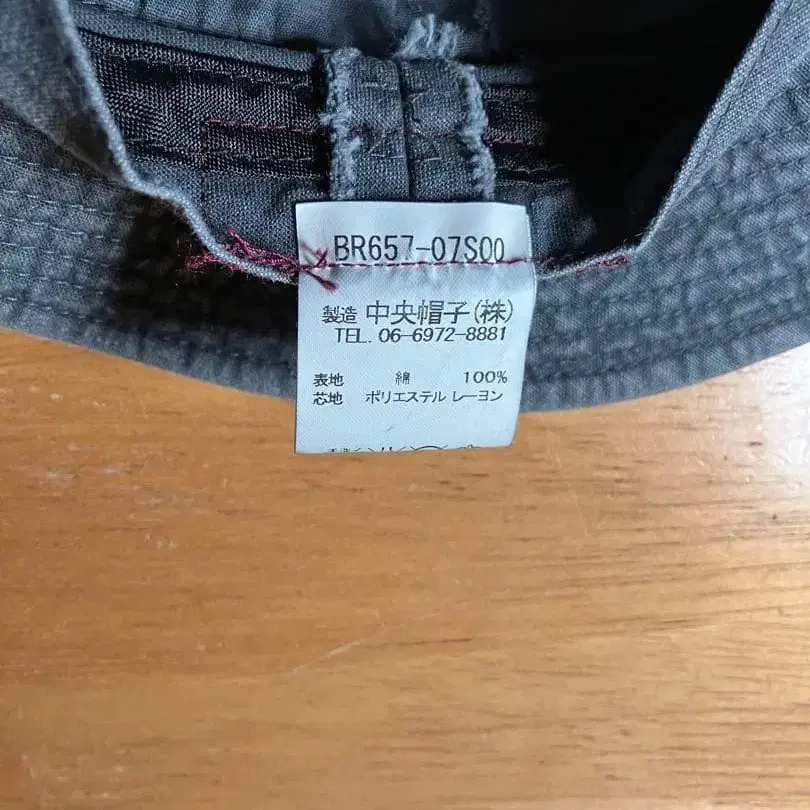 BR657-07S00
製造 中央帽子(株)
TEL. 06-6972-8881
表地 綿 100%
芯地 ポリエステル レーヨン